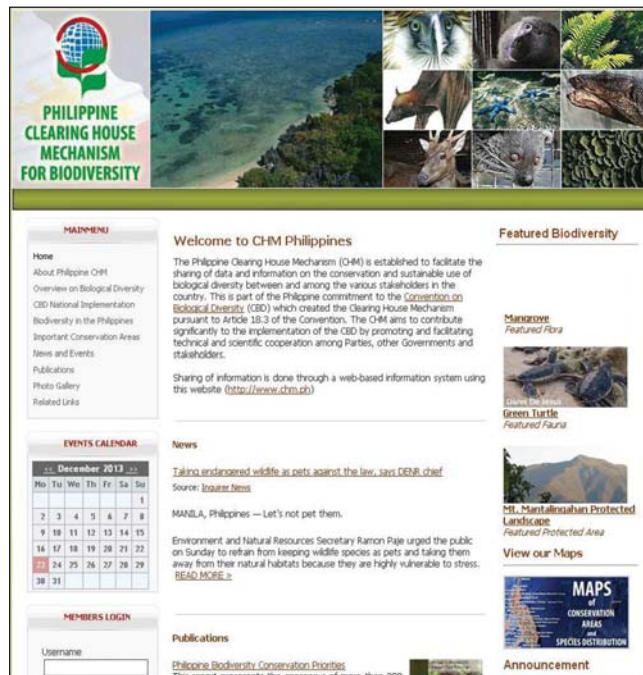 PHILIPPINE
CLEARING HOUSE
MECHANISM
FOR BIODIVERSITY
MAINMENU
Home
About Philippine CHM
Overview on Biological Diversity
CBD National Implementation
Biodiversity in the Philippines
Important Conservation Areas
News and Events
Publications
Photo Gallery
Related Links
EVENTS CALENDAR
<< December 2013 >>
Mo Tu We Th Fr Sa Su
1
2 3 4 5 6 7 8
9 10 11 12 13 14 15
16 17 18 19 20 21 22
23 24 25 26 27 28 29
30 31
MEMBERS LOGIN
Username
Welcome to CHM Philippines
The Philippine Clearing House Mechanism (CHM) is established to facilitate the
sharing of data and information on the conservation and sustainable use of
biological diversity between and among the various stakeholders in the
country. This is part of the Philippine commitment to the Convention on
Biological Diversity (CBD) which created the Clearing House Mechanism
pursuant to Article 18.3 of the Convention. The CHM aims to contribute
significantly to the implementation of the CBD by promoting and facilitating
technical and scientific cooperation among Parties, other Governments and
stakeholders.
Sharing of information is done through a web-based information system using
this website (http://www.chm.ph)
News
Taking endangered wildlife as pets against the law, says DENR chief
Source: Inquirer News
MANILA, Philippines — Let's not pet them.
Environment and Natural Resources Secretary Ramon Paje urged the public
on Sunday to refrain from keeping wildlife species as pets and taking them
away from their natural habitats because they are highly vulnerable to stress.
READ MORE >
Publications
Philippine Biodiversity Conservation Priorities
Featured Biodiversity
Mangrove
Featured Flora
Green Turtle
Featured Fauna
Mt. Mantalingahan Protected
Landscape
Featured Protected Area
View our Maps
MAPS
of
CONSERVATION
AREAS
and
SPECIES DISTRIBUTION
Announcement